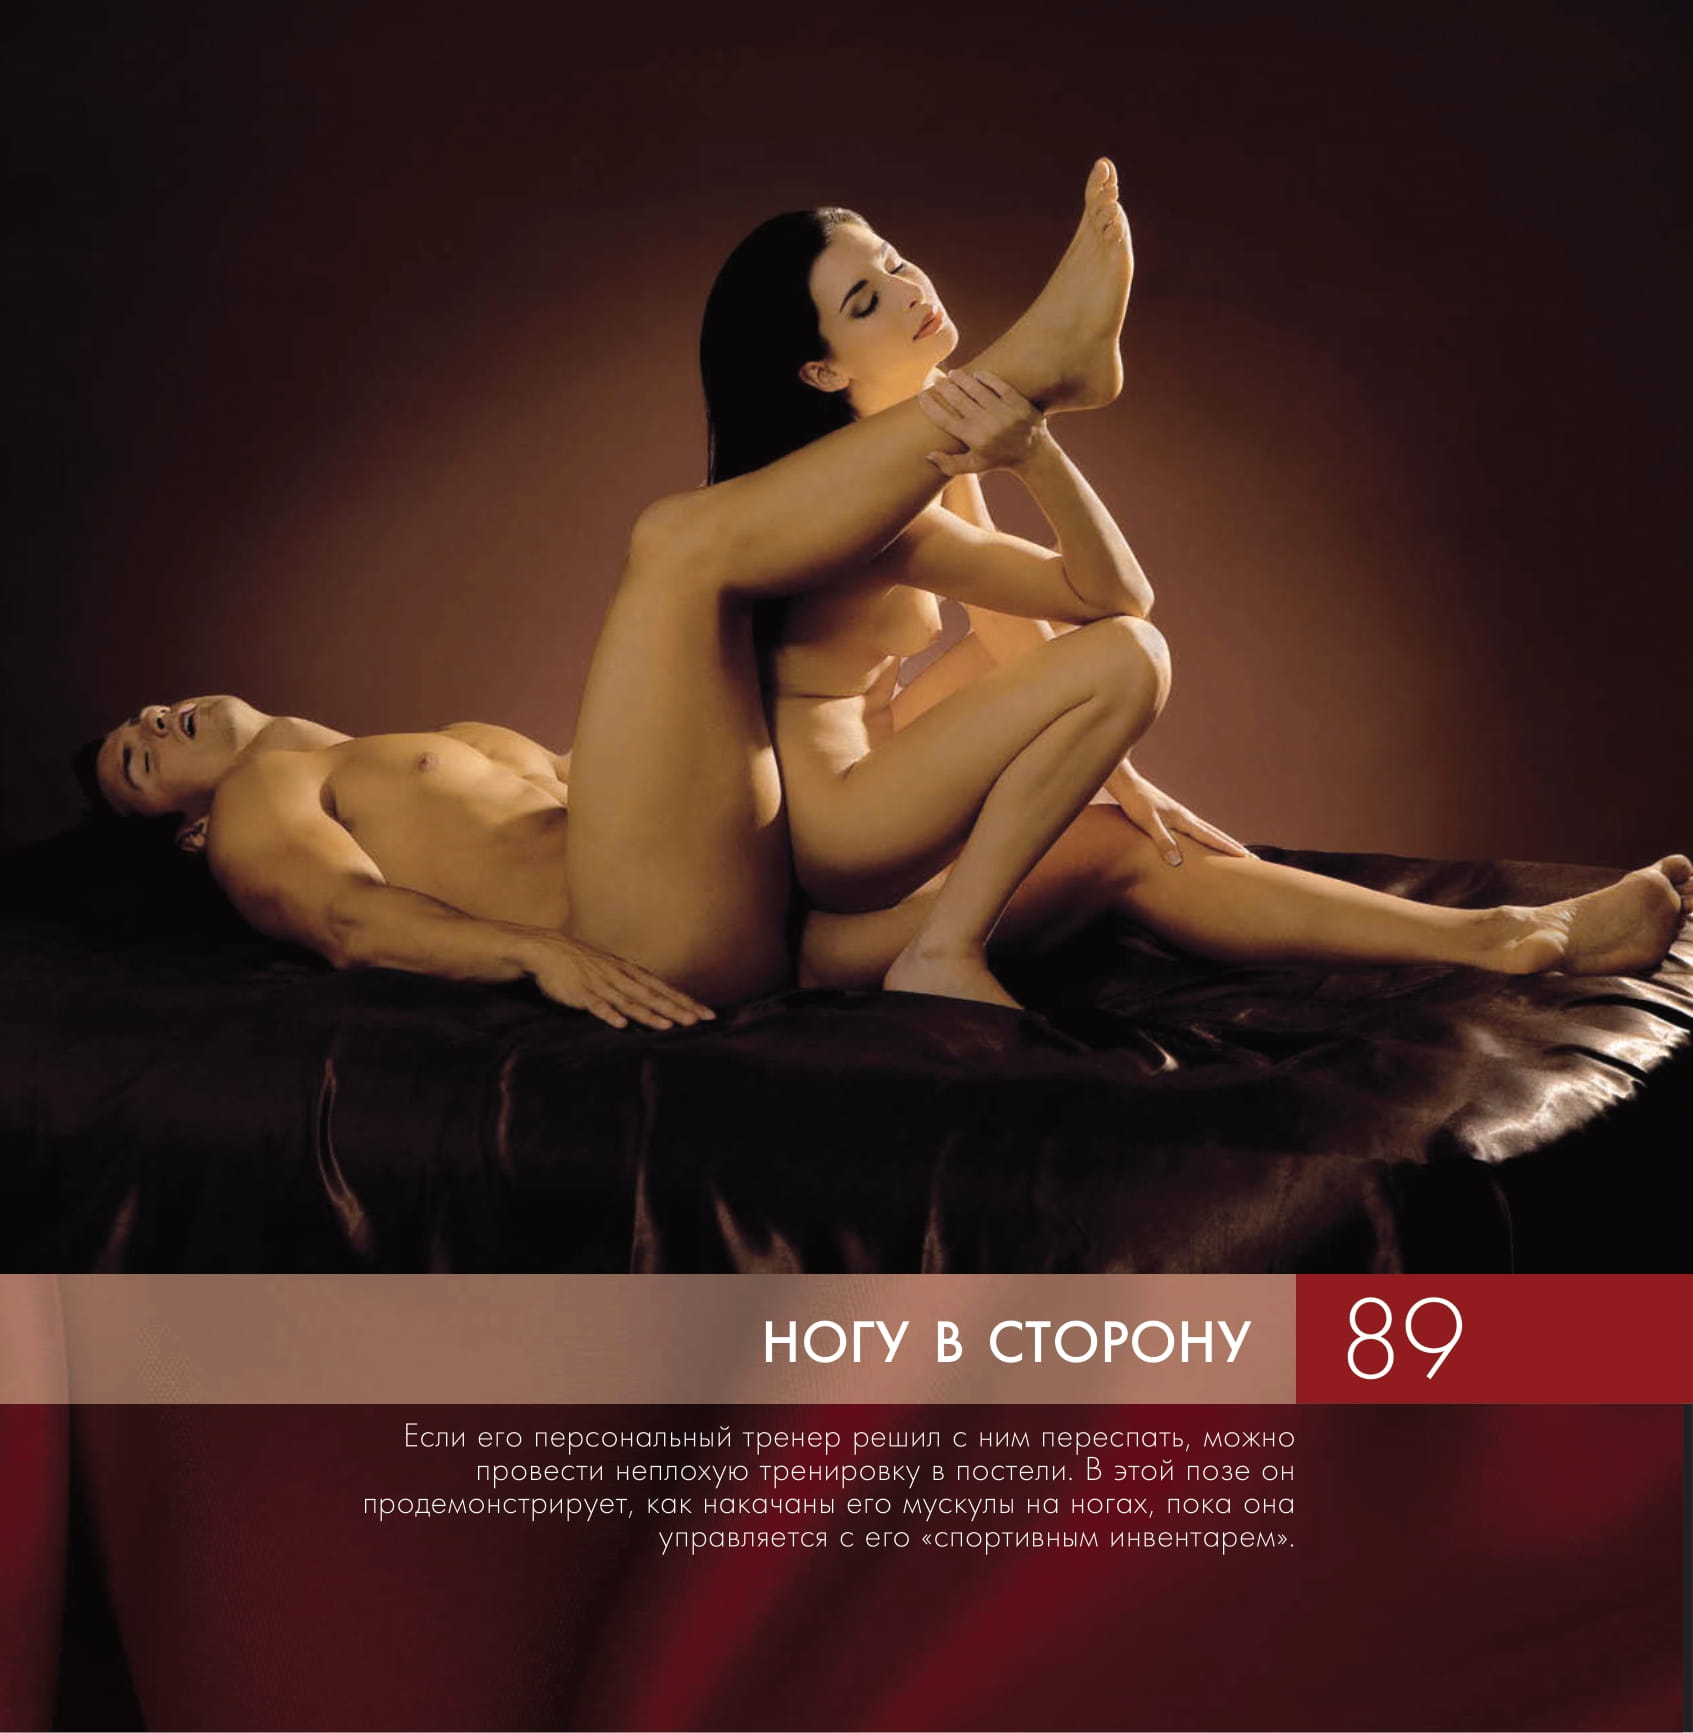 НОГУ В СТОРОНУ 89
Если его персональный тренер решил с ним переспать, можно
провести неплохую тренировку в постели. В этой позе он
продемонстрирует, как накачаны его мускулы на ногах, пока она
управляется с его «спортивным инвентарем».